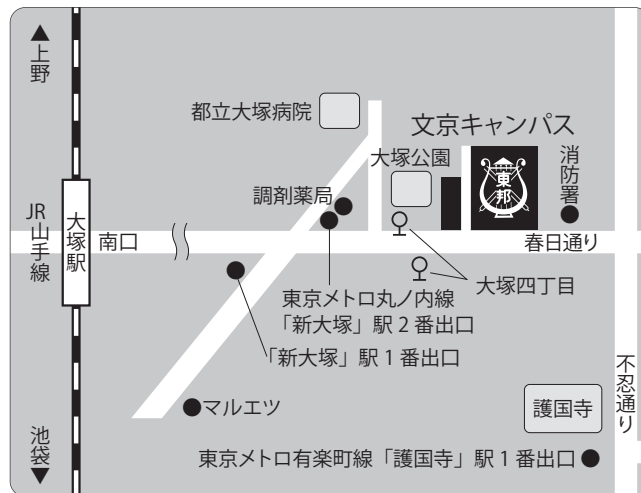 ▲上野
都立大塚病院
文京キャンパス
大塚公園
消防署
東邦
調剤薬局
JR山手線
大塚駅
南口
春日通り
大塚四丁目
東京メトロ丸ノ内線
「新大塚」駅2番出口
「新大塚」駅1番出口
不忍通り
マルエツ
護国寺
池袋▼
東京メトロ有楽町線「護国寺」駅1番出口